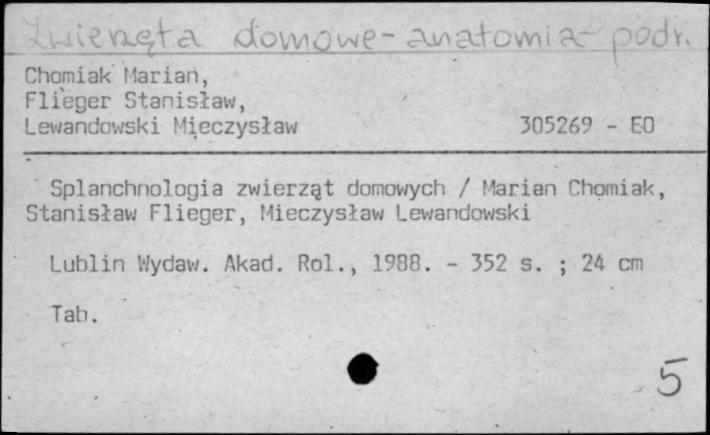 Zwierzęta domowe - anatomia - podr.
Chomiak Marian,
Flieger Stanisław,
Lewandowski Mieczysław 305269 - EO
Splanchnologia zwierząt domowych / Marian Chomiak,
Stanisław Flieger, Mieczysław Lewandowski
Lublin Wydaw. Akad. Rol., 1988. - 352 s. ; 24 cm
Tab.
5